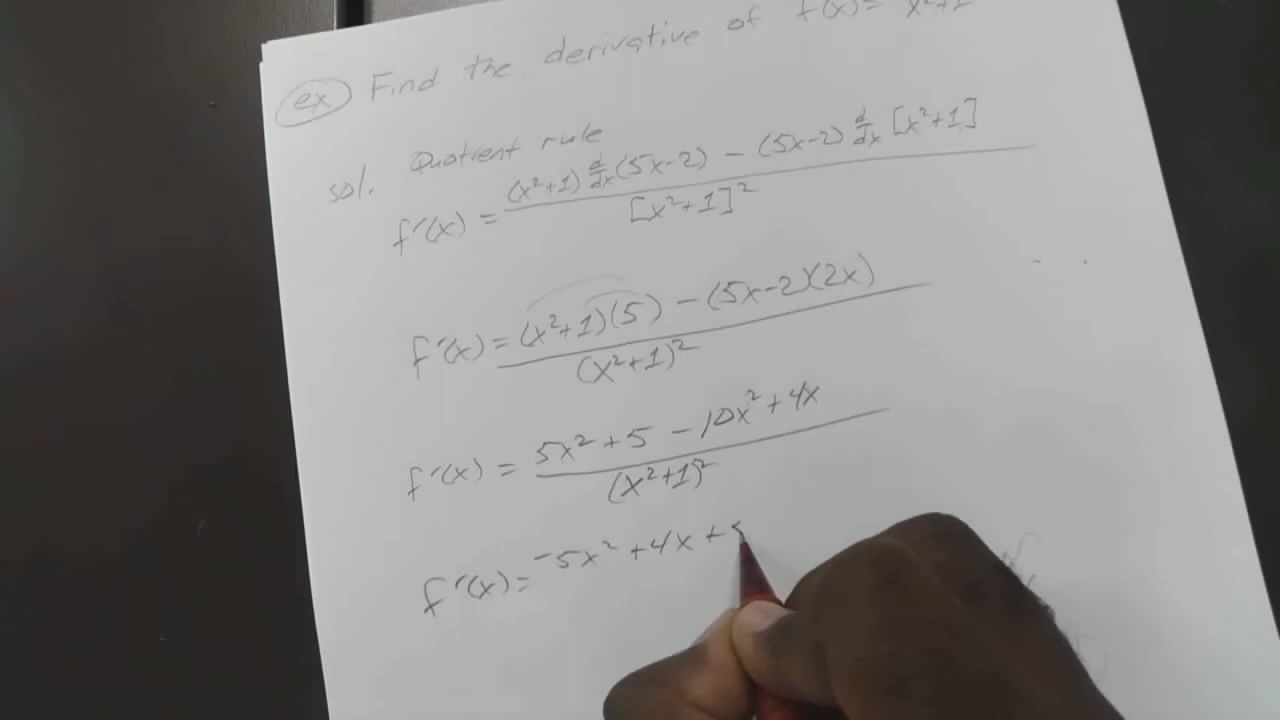 ex Find the derivative of f(x) = x²+1
sol. Quotient rule
f'(x) = (x²+1) d/dx (5x-2) - (5x-2) d/dx [x²+1]
[x²+1]²
f'(x) = (x²+1)(5) - (5x-2)(2x)
(x²+1)²
f'(x) = 5x² + 5 - 10x² + 4x
(x²+1)²
f'(x) = -5x² + 4x +